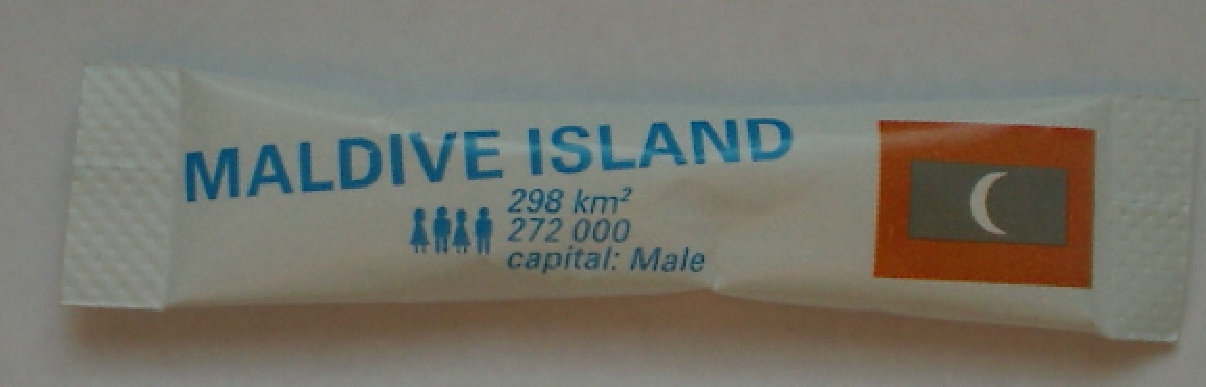 MALDIVE ISLAND
298 km²
272 000
capital: Male